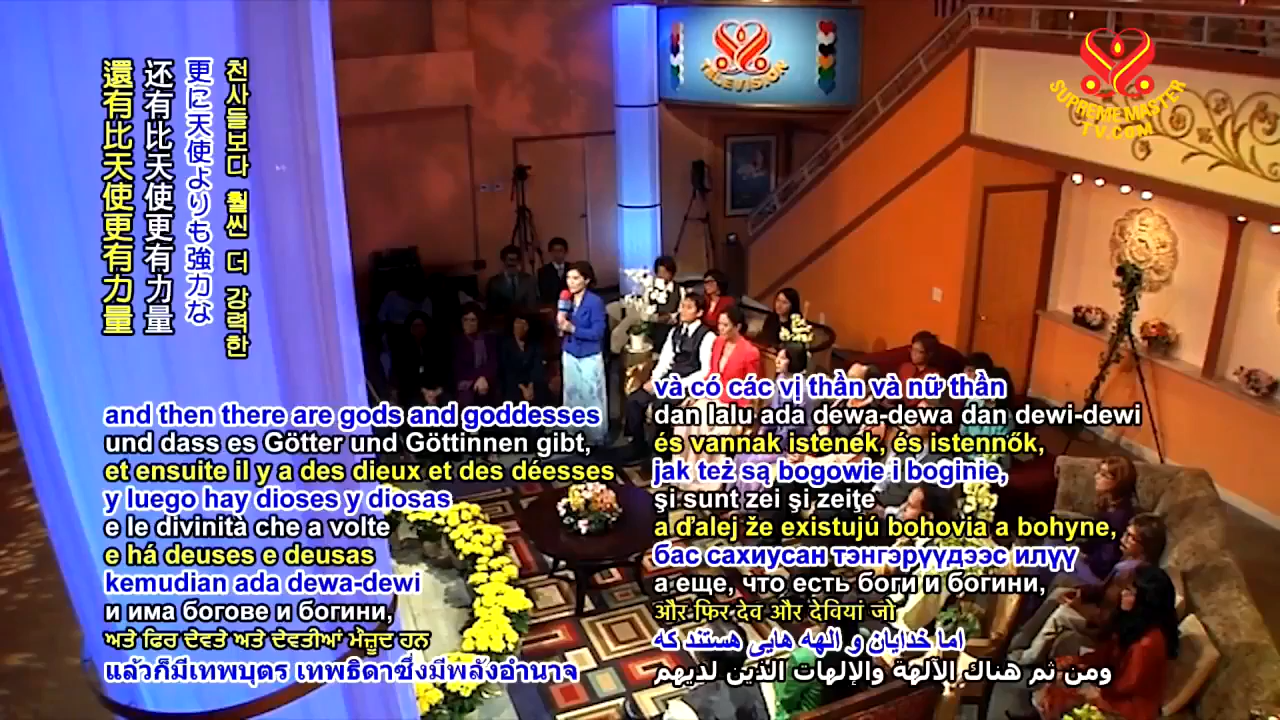 還有比天使更有力量
还有比天使更有力量
更に天使よりも強力な
천사들보다 훨씬 더 강력한
TELEVISION
SUPREME MASTER
TV.COM
and then there are gods and goddesses
und dass es Götter und Göttinnen gibt,
et ensuite il y a des dieux et des déesses
y luego hay dioses y diosas
e le divinità che a volte
e há deuses e deusas
kemudian ada dewa-dewi
и има богове и богини,
ਅਤੇ ਫਿਰ ਦੇਵਤੇ ਅਤੇ ਦੇਵਤੀਆਂ ਮੌਜੂਦ ਹਨ
แล้วก็มีเทพบุตร เทพธิดาซึ่งมีพลังอำนาจ
và có các vị thần và nữ thần
dan lalu ada dewa-dewa dan dewi-dewi
és vannak istenek, és istennők,
jak też są bogowie i boginie,
şi sunt zei şi zeiţe
a ďalej že existujú bohovia a bohyne,
бас сахиусан тэнгэрүүдээс илүү
а еще, что есть боги и богини,
और फिर देव और देवियां जो
اما خدایان و الهه هایی هستند که
ومن ثم هناك الآلهة والإلهات الذين لديهم